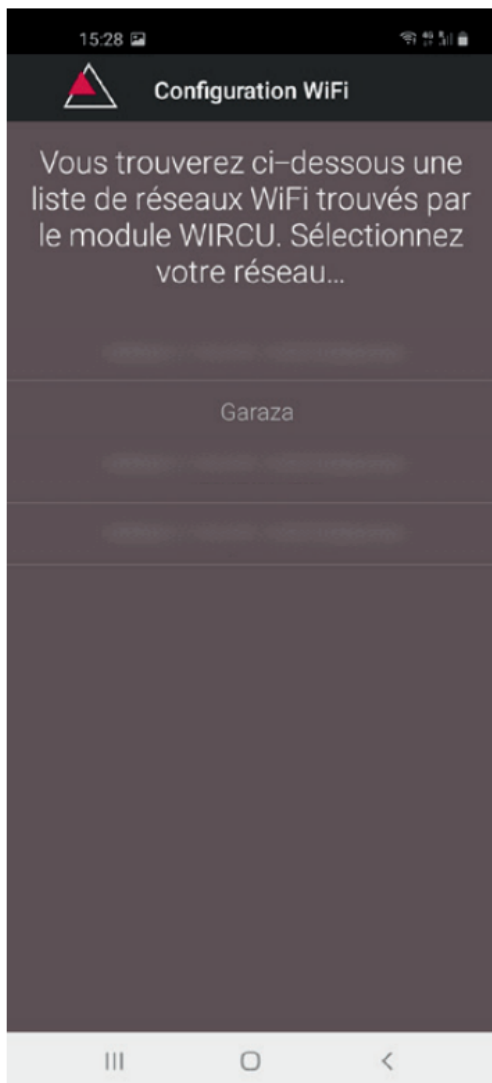 15:28
Configuration WiFi
Vous trouverez ci-dessous une
liste de réseaux WiFi trouvés par
le module WIRCU. Sélectionnez
votre réseau...
Garaza